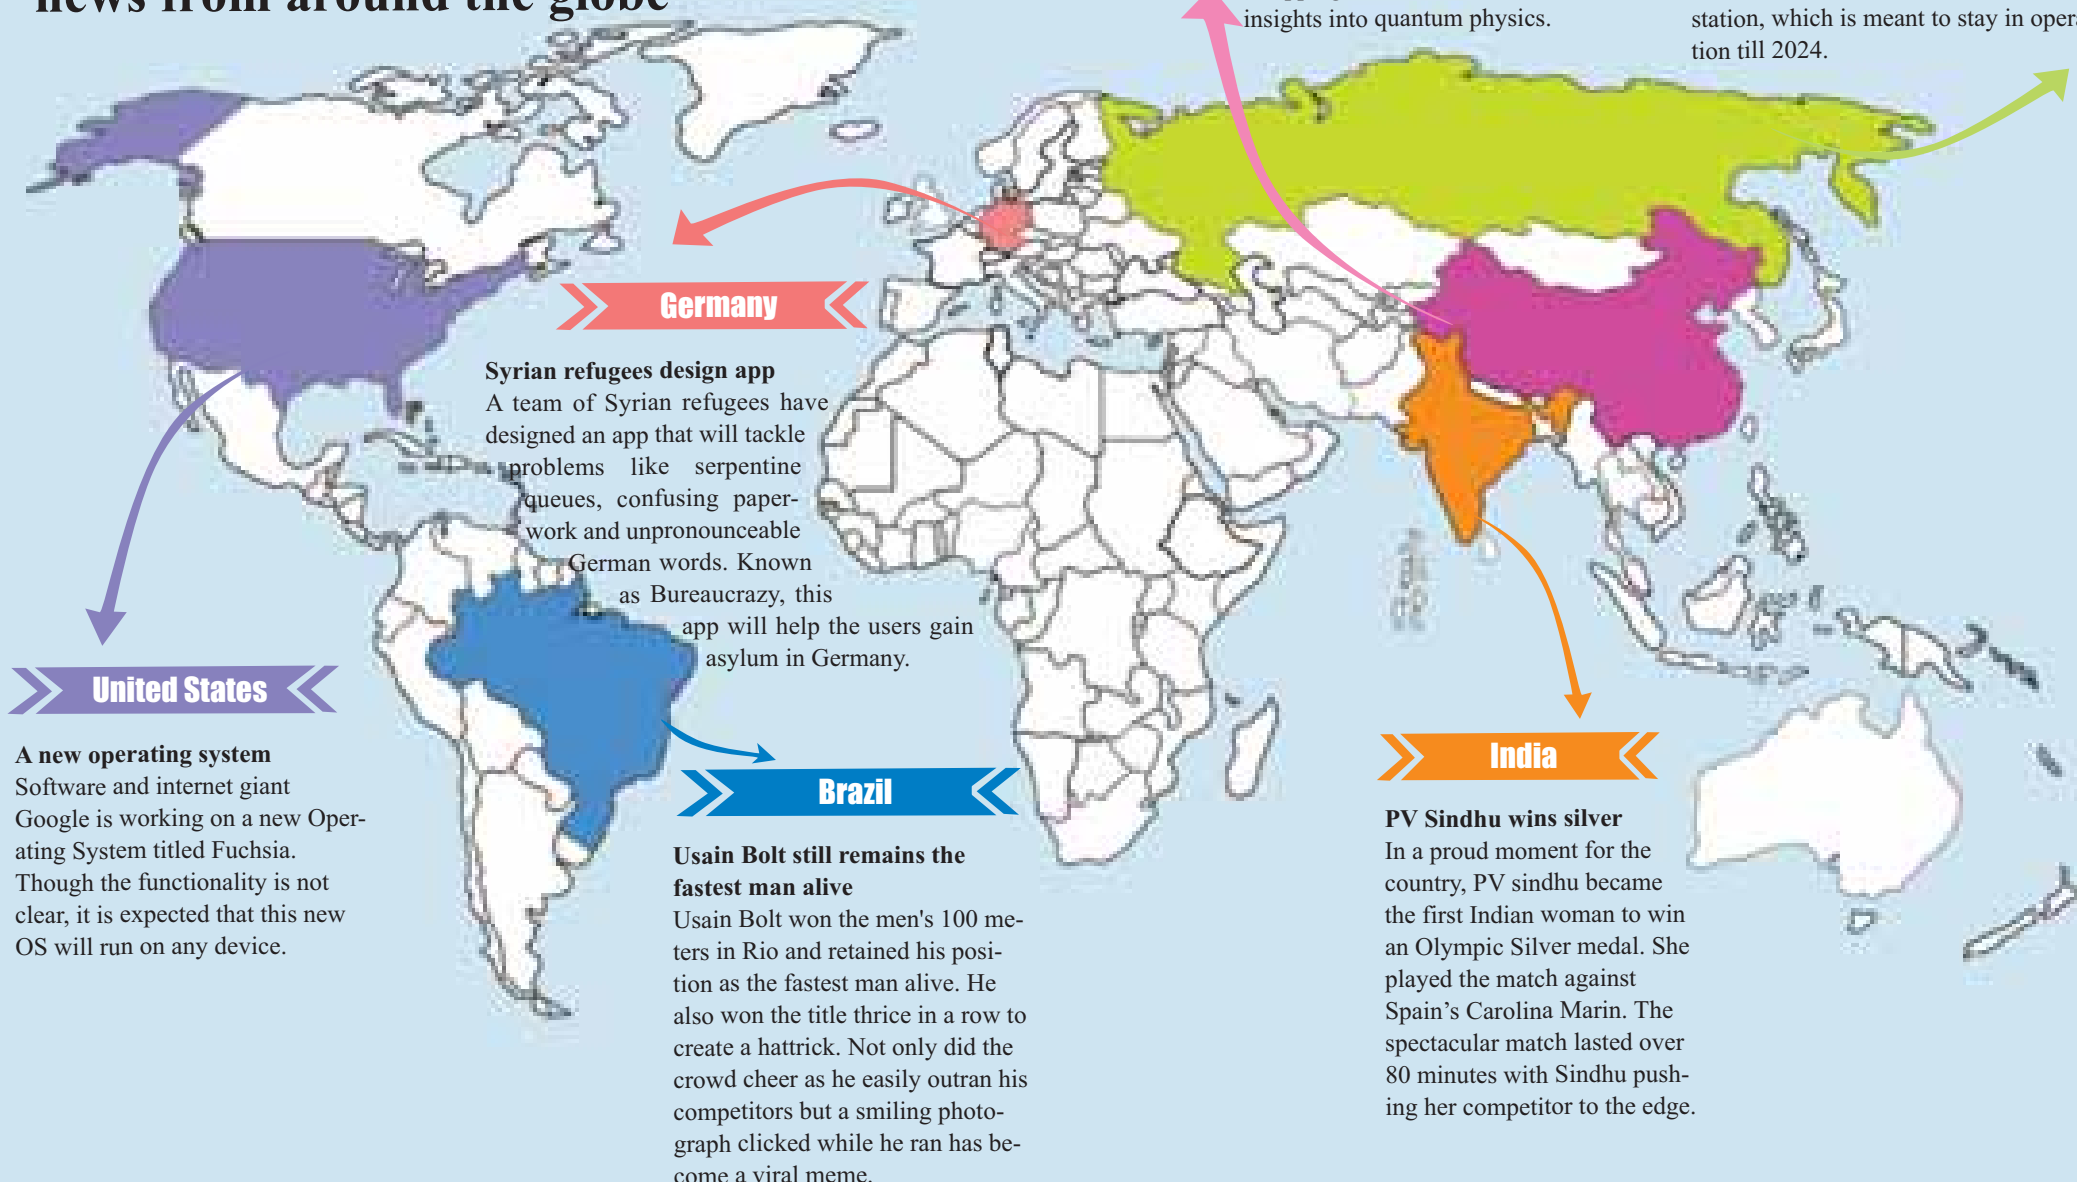 news from around the globe
insights into quantum physics.
station, which is meant to stay in opera
tion till 2024.
Germany
Syrian refugees design app
A team of Syrian refugees have
designed an app that will tackle
problems like serpentine
queues, confusing paper-
work and unpronounceable
German words. Known
as Bureaucrazy, this
app will help the users gain
asylum in Germany.
United States
A new operating system
Software and internet giant
Google is working on a new Oper-
ating System titled Fuchsia.
Though the functionality is not
clear, it is expected that this new
OS will run on any device.
Brazil
Usain Bolt still remains the
fastest man alive
Usain Bolt won the men's 100 me-
ters in Rio and retained his posi-
tion as the fastest man alive. He
also won the title thrice in a row to
create a hattrick. Not only did the
crowd cheer as he easily outran his
competitors but a smiling photo-
graph clicked while he ran has be-
come a viral meme.
India
PV Sindhu wins silver
In a proud moment for the
country, PV sindhu became
the first Indian woman to win
an Olympic Silver medal. She
played the match against
Spain’s Carolina Marin. The
spectacular match lasted over
80 minutes with Sindhu push-
ing her competitor to the edge.